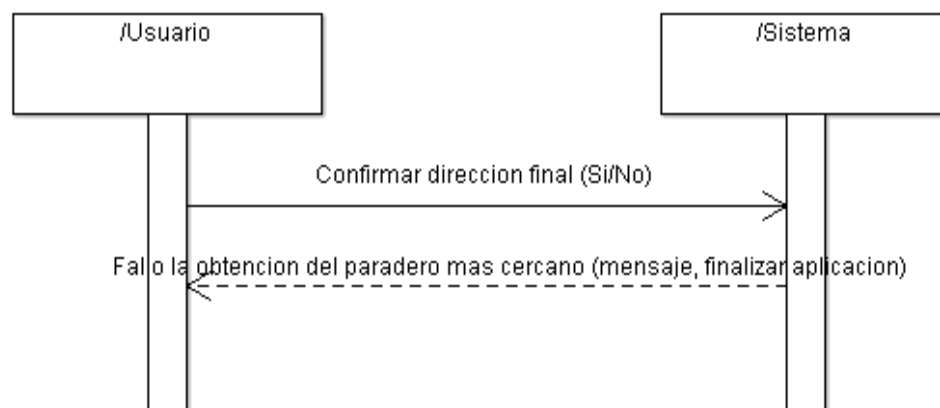 /Usuario
/Sistema
Confirmar direccion final (Si/No)
Fallo la obtencion del paradero mas cercano (mensaje, finalizar aplicacion)